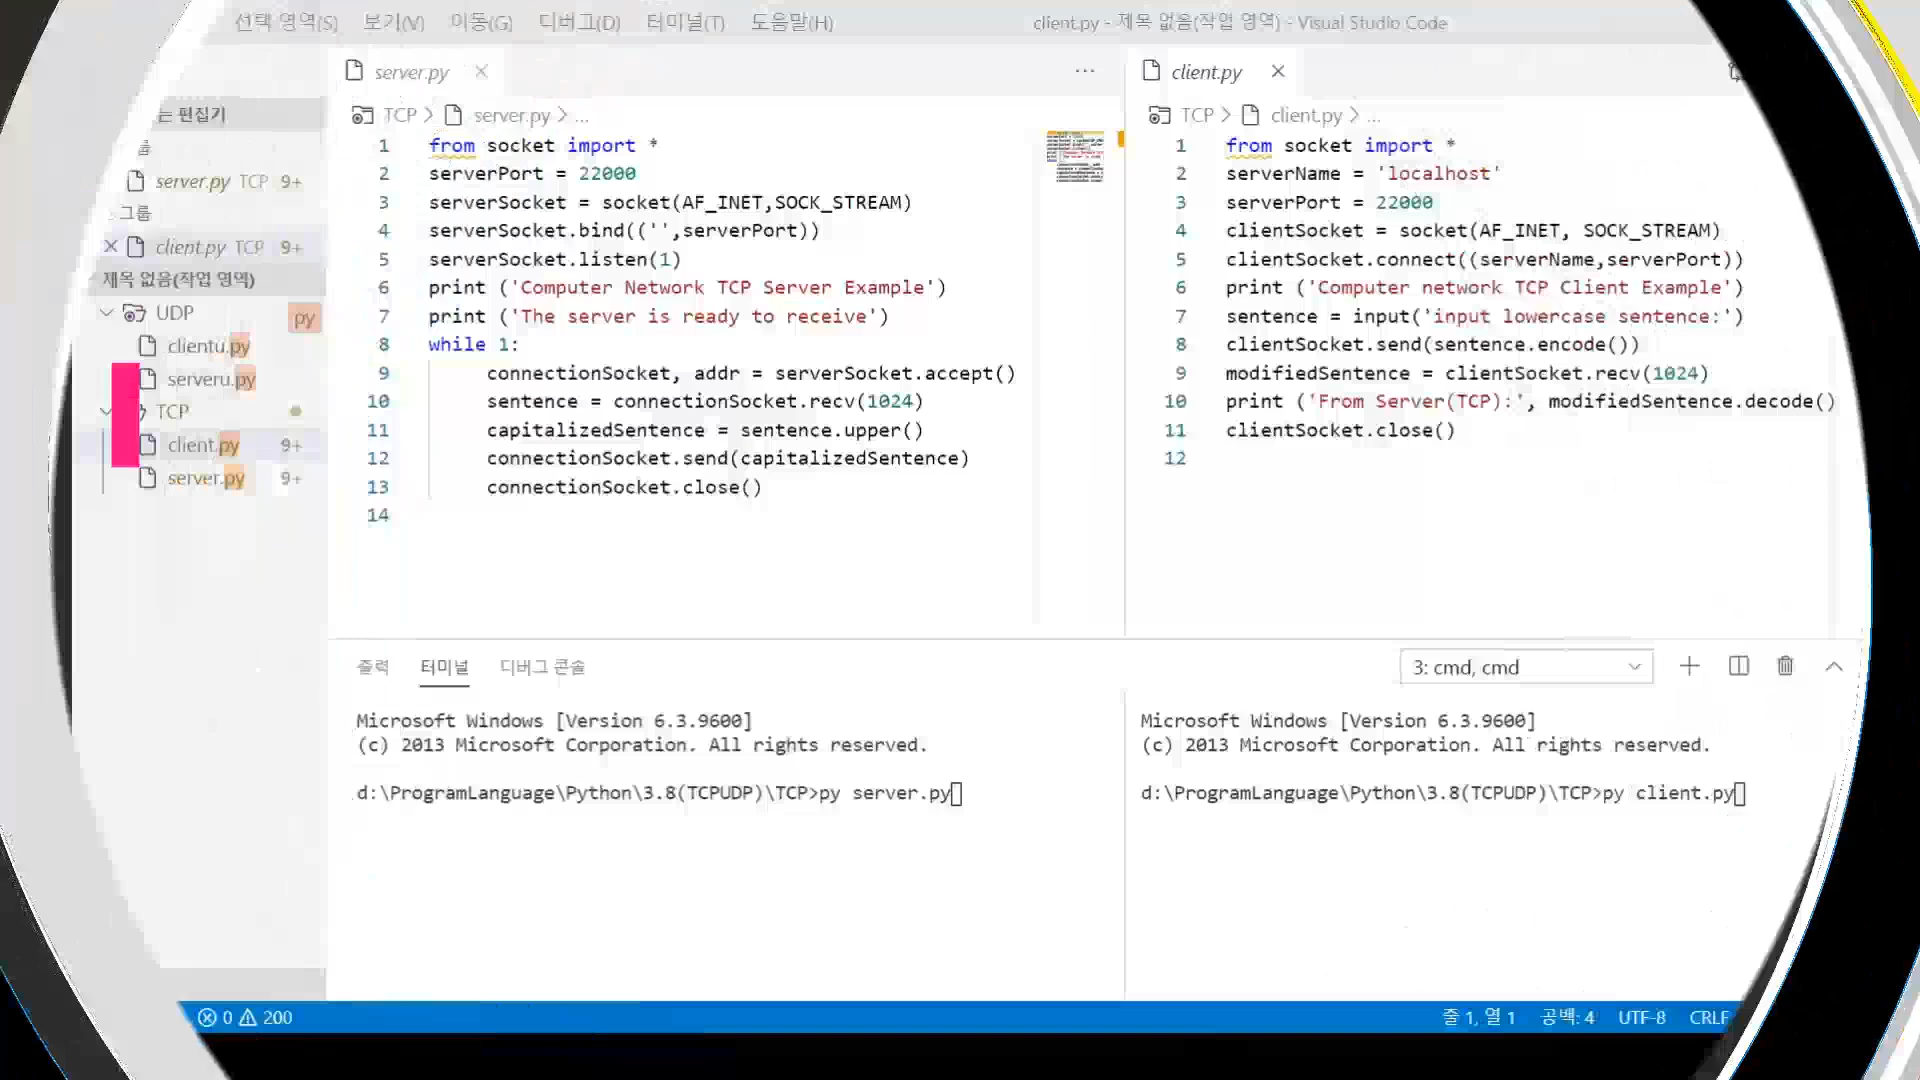 선택 영역(S) 보기(V) 이동(G) 디버그(D) 터미널(T) 도움말(H) client.py - 제목 없음(작업 영역) - Visual Studio Code
는 편집기
server.py TCP 9+
그룹
client.py TCP 9+
제목 없음(작업 영역)
UDP
py
clientu.py
serveru.py
TCP
client.py 9+
server.py 9+
server.py
TCP > server.py > ...
1 from socket import *
2 serverPort = 22000
3 serverSocket = socket(AF_INET,SOCK_STREAM)
4 serverSocket.bind(('',serverPort))
5 serverSocket.listen(1)
6 print ('Computer Network TCP Server Example')
7 print ('The server is ready to receive')
8 while 1:
9 connectionSocket, addr = serverSocket.accept()
10 sentence = connectionSocket.recv(1024)
11 capitalizedSentence = sentence.upper()
12 connectionSocket.send(capitalizedSentence)
13 connectionSocket.close()
14
client.py
TCP > client.py > ...
1 from socket import *
2 serverName = 'localhost'
3 serverPort = 22000
4 clientSocket = socket(AF_INET, SOCK_STREAM)
5 clientSocket.connect((serverName,serverPort))
6 print ('Computer network TCP Client Example')
7 sentence = input('input lowercase sentence:')
8 clientSocket.send(sentence.encode())
9 modifiedSentence = clientSocket.recv(1024)
10 print ('From Server(TCP):', modifiedSentence.decode()
11 clientSocket.close()
12
출력 터미널 디버그 콘솔 3: cmd, cmd
Microsoft Windows [Version 6.3.9600]
(c) 2013 Microsoft Corporation. All rights reserved.
d:\ProgramLanguage\Python\3.8(TCPUDP)\TCP>py server.py
Microsoft Windows [Version 6.3.9600]
(c) 2013 Microsoft Corporation. All rights reserved.
d:\ProgramLanguage\Python\3.8(TCPUDP)\TCP>py client.py
0 200 줄 1, 열 1 공백: 4 UTF-8 CRLF